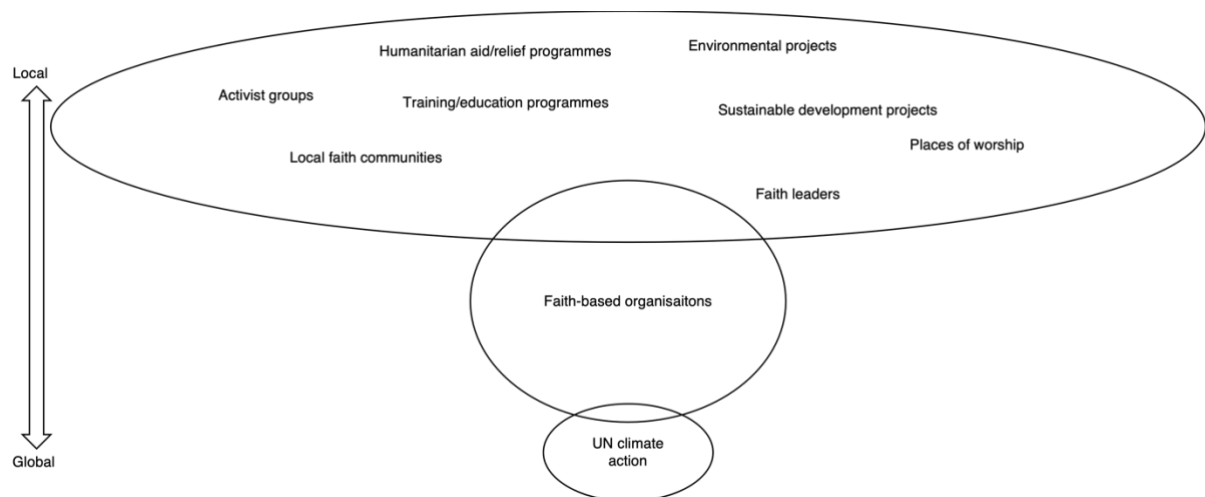 Humanitarian aid/relief programmes
Environmental projects
Local
Activist groups
Training/education programmes
Sustainable development projects
Places of worship
Local faith communities
Faith leaders
Faith-based organisaitons
UN climate
action
Global